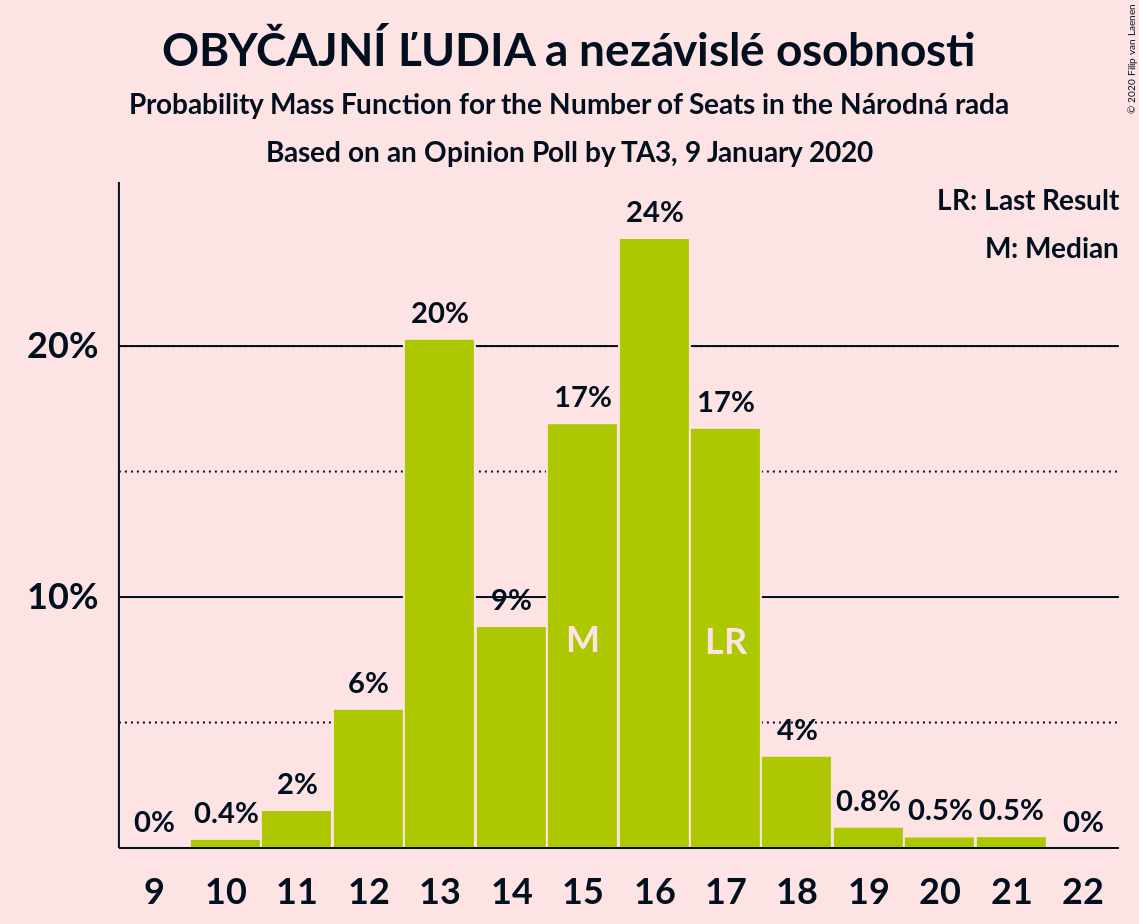 OBYČAJNÍ ĽUDIA a nezávislé osobnosti
Probability Mass Function for the Number of Seats in the Národná rada
Based on an Opinion Poll by TA3, 9 January 2020
© 2020 Filip van Laenen
LR: Last Result
M: Median
20%
10%
0%
0.4%
2%
6%
20%
9%
17%
24%
17%
4%
0.8%
0.5%
0.5%
0%
M
LR
9 10 11 12 13 14 15 16 17 18 19 20 21 22